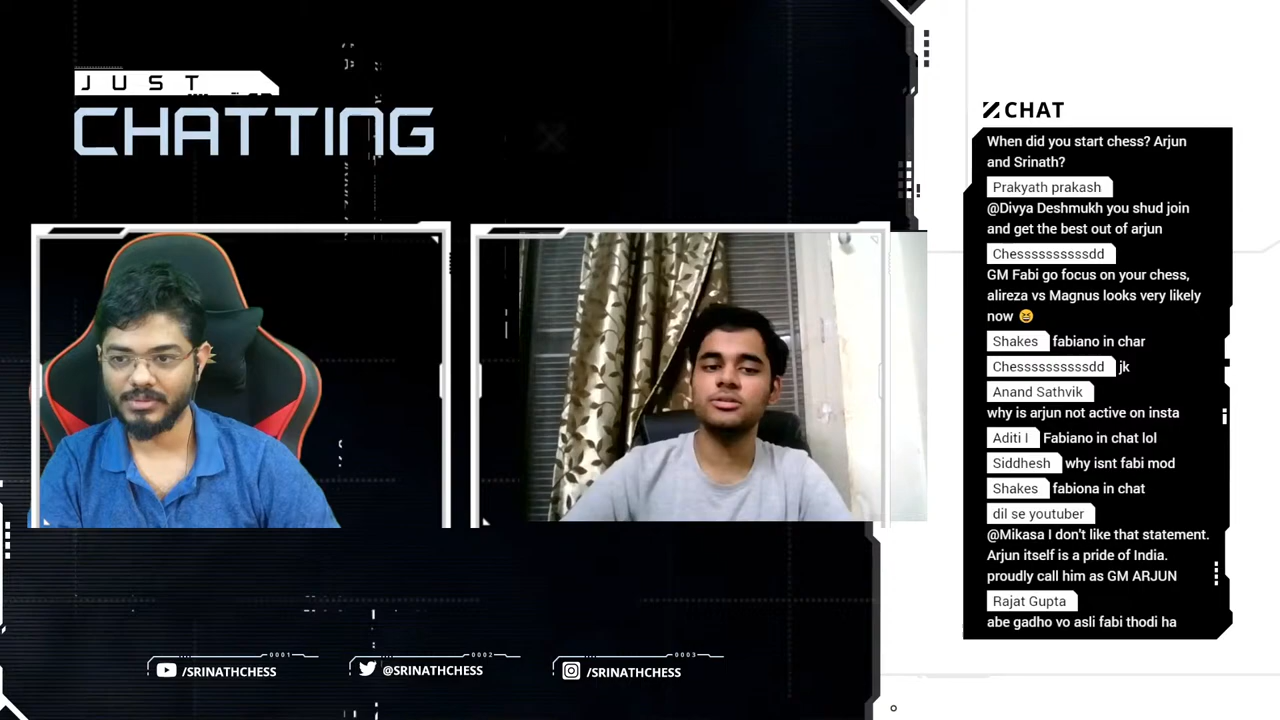 JUST
CHATTING
CHAT
When did you start chess? Arjun
and Srinath?
Prakyath prakash
@Divya Deshmukh you shud join
and get the best out of arjun
Chessssssssssdd
GM Fabi go focus on your chess,
alireza vs Magnus looks very likely
now 😆
Shakes fabiano in char
Chessssssssssdd jk
Anand Sathvik
why is arjun not active on insta
Aditi I Fabiano in chat lol
Siddhesh why isnt fabi mod
Shakes fabiona in chat
dil se youtuber
@Mikasa I don't like that statement.
Arjun itself is a pride of India.
proudly call him as GM ARJUN
Rajat Gupta
abe gadho vo asli fabi thodi ha
0001
/SRINATHCHESS
0002
@SRINATHCHESS
0003
/SRINATHCHESS